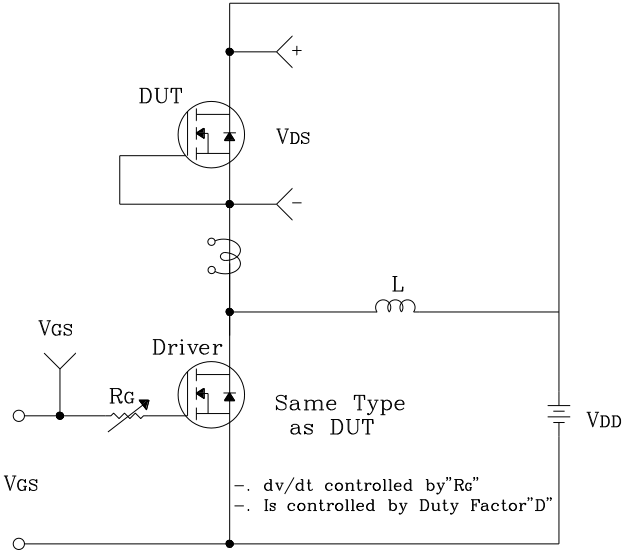 +
DUT
VDS
−
L
VGS
Driver
RG
Same Type
as DUT
VDD
VGS
−. dv/dt controlled by"RG"
−. Is controlled by Duty Factor"D"